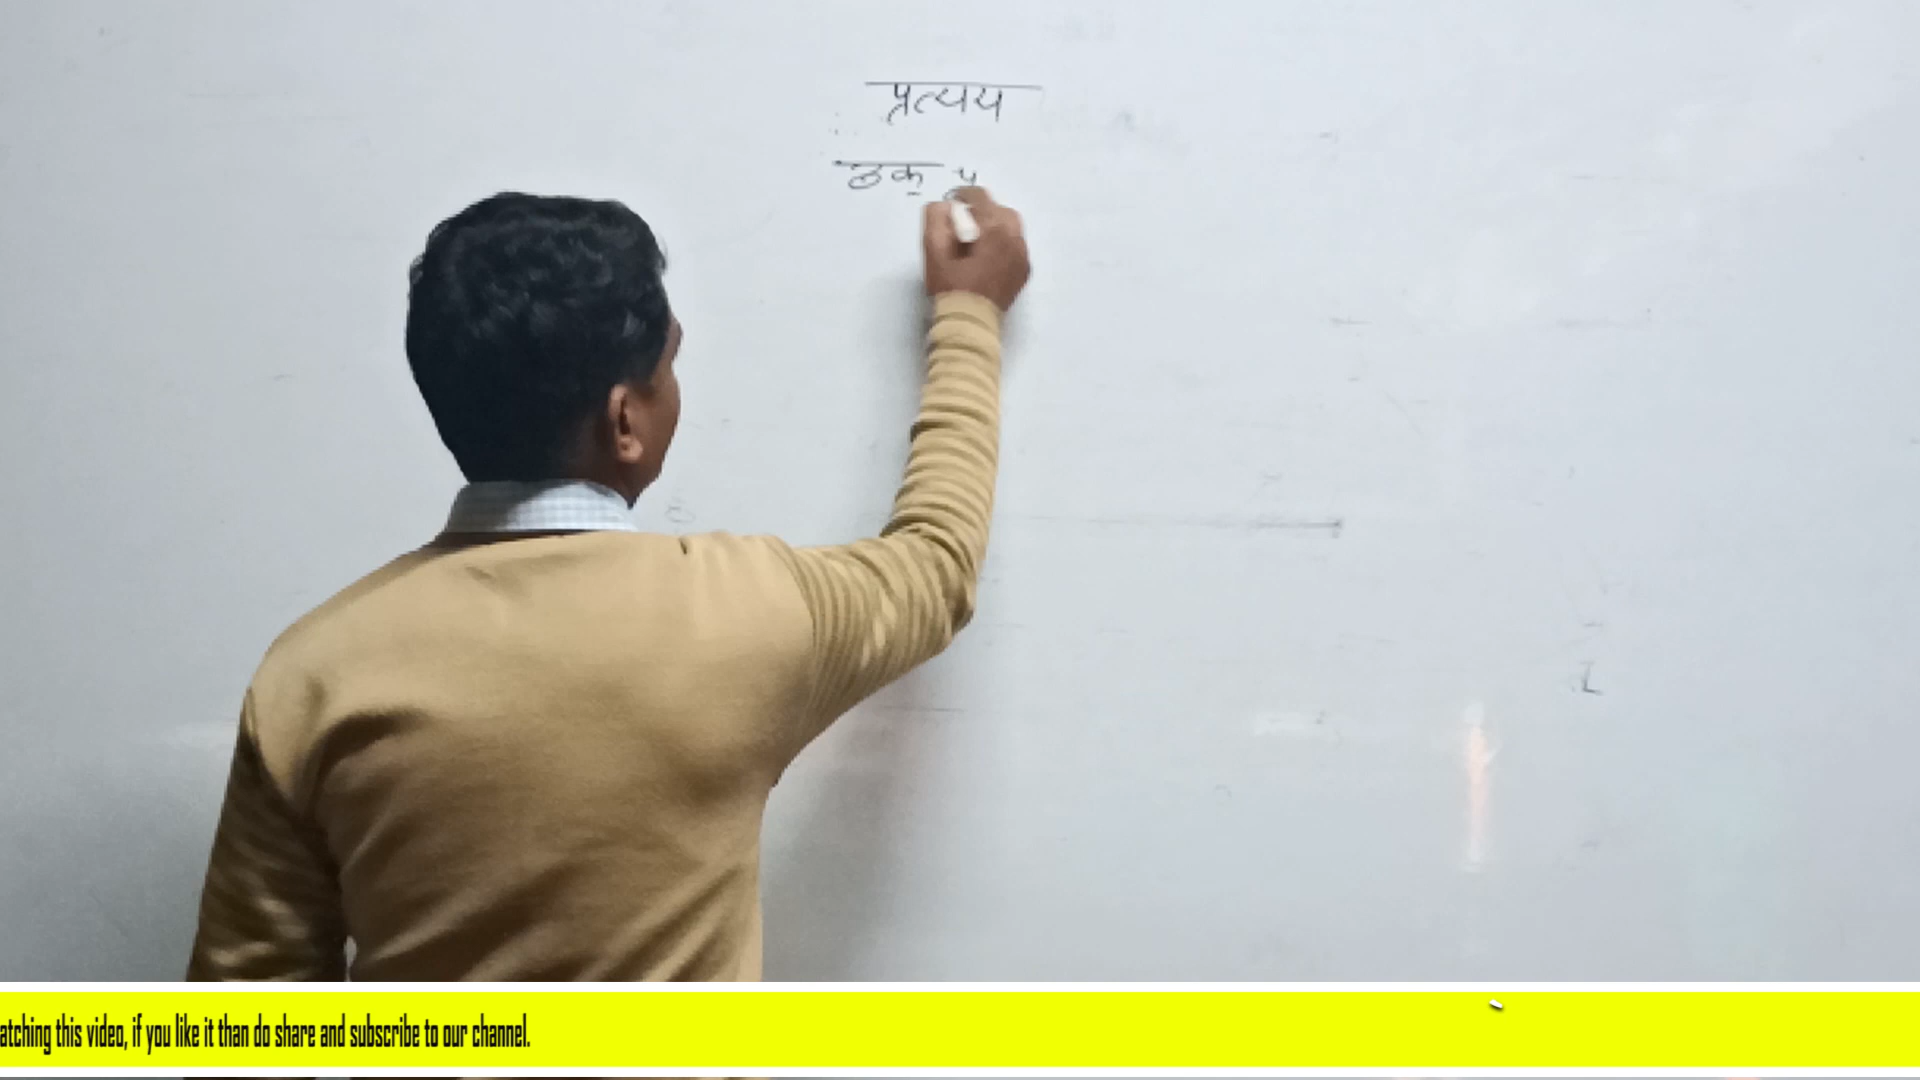 प्रत्यय
ठक् प्र
atching this video, if you like it than do share and subscribe to our channel.